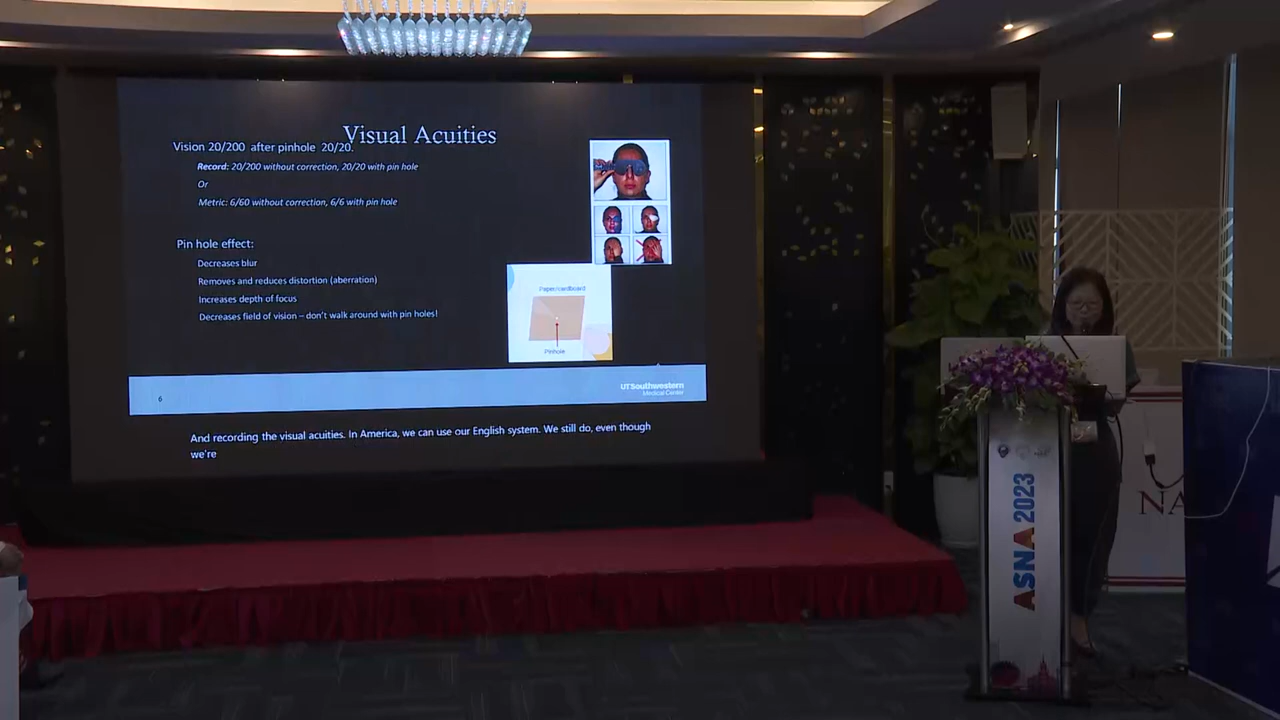 Visual Acuities
Vision 20/200 after pinhole 20/20.
Record: 20/200 without correction, 20/20 with pin hole
Or
Metric: 6/60 without correction, 6/6 with pin hole
Pin hole effect:
Decreases blur
Removes and reduces distortion (aberration)
Increases depth of focus
Decreases field of vision – don't walk around with pin holes!
Paper/cardboard
Pinhole
6
UTSouthwestern
Medical Center
And recording the visual acuities. In America, we can use our English system. We still do, even though
we're
ASNA 2023
NA